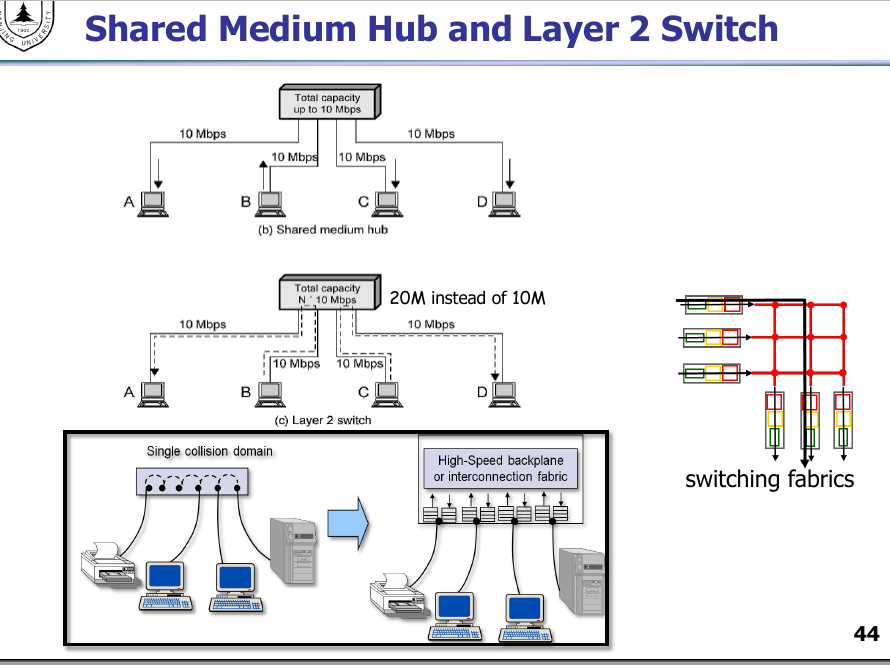 Shared Medium Hub and Layer 2 Switch
1902
UNIVERSITY
Total capacity
up to 10 Mbps
10 Mbps
10 Mbps
10 Mbps
10 Mbps
A
B
C
D
(b) Shared medium hub
Total capacity
N ´ 10 Mbps
20M instead of 10M
10 Mbps
10 Mbps
10 Mbps
10 Mbps
A
B
C
D
(c) Layer 2 switch
Single collision domain
High-Speed backplane
or interconnection fabric
switching fabrics
44